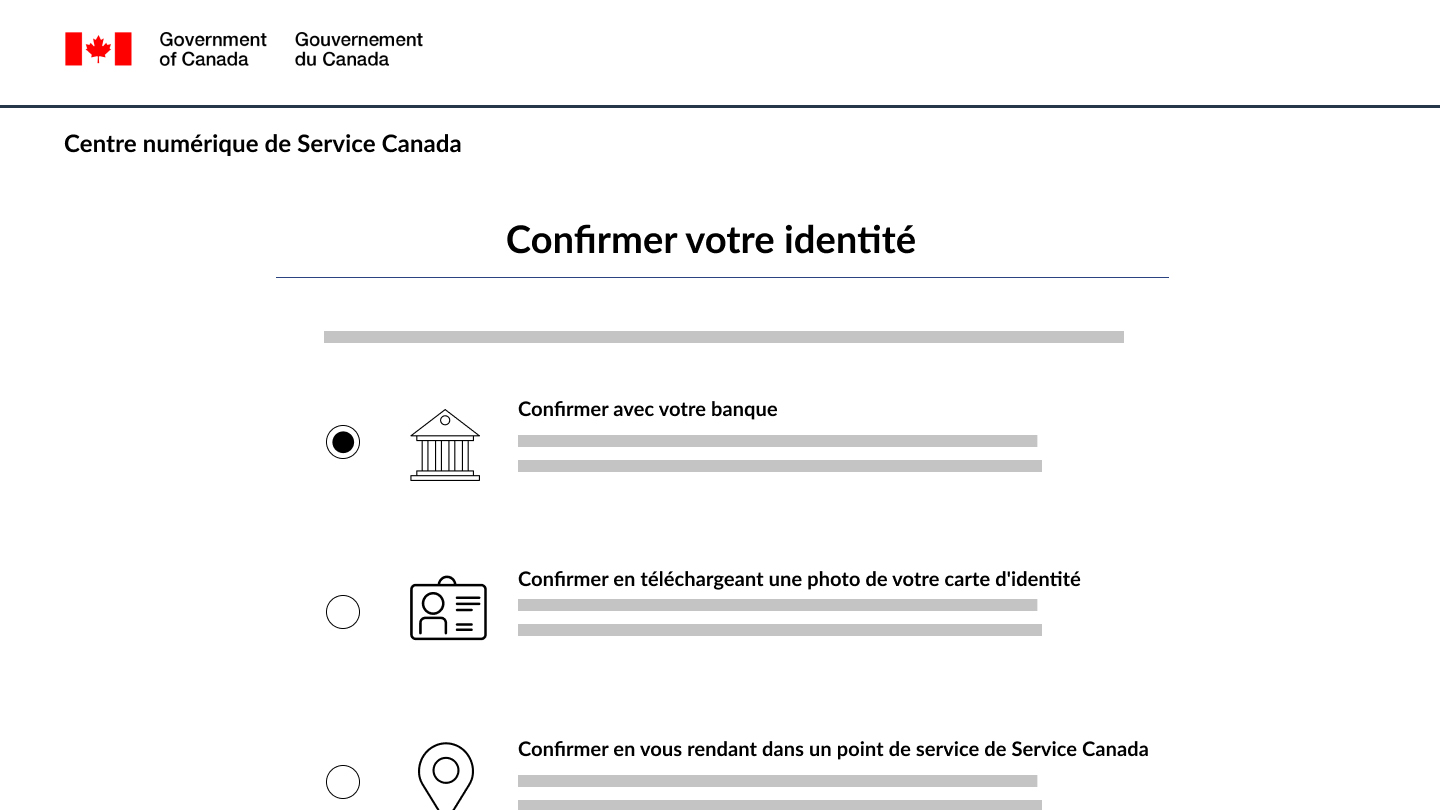 Government of Canada
Gouvernement du Canada
Centre numérique de Service Canada
Confirmer votre identité
Confirmer avec votre banque
Confirmer en téléchargeant une photo de votre carte d'identité
Confirmer en vous rendant dans un point de service de Service Canada